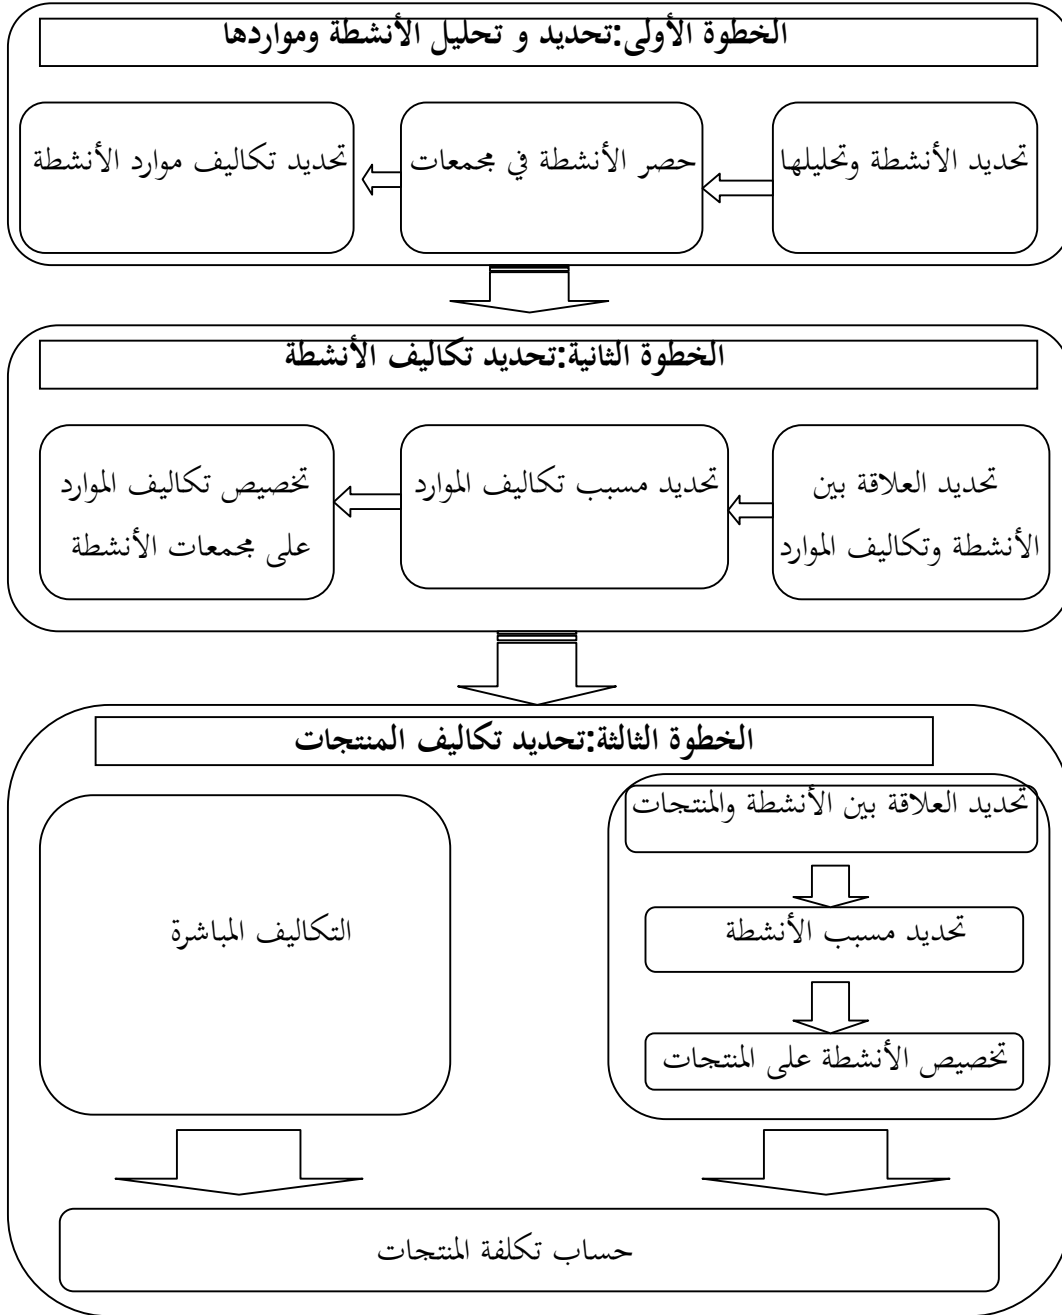 الخطوة الأولى:تحديد و تحليل الأنشطة ومواردها
تحديد الأنشطة وتحليلها
حصر الأنشطة في مجمعات
تحديد تكاليف موارد الأنشطة
الخطوة الثانية:تحديد تكاليف الأنشطة
تحديد العلاقة بين
الأنشطة وتكاليف الموارد
تحديد مسبب تكاليف الموارد
تخصيص تكاليف الموارد
على مجمعات الأنشطة
الخطوة الثالثة:تحديد تكاليف المنتجات
تحديد العلاقة بين الأنشطة والمنتجات
تحديد مسبب الأنشطة
تخصيص الأنشطة على المنتجات
التكاليف المباشرة
حساب تكلفة المنتجات